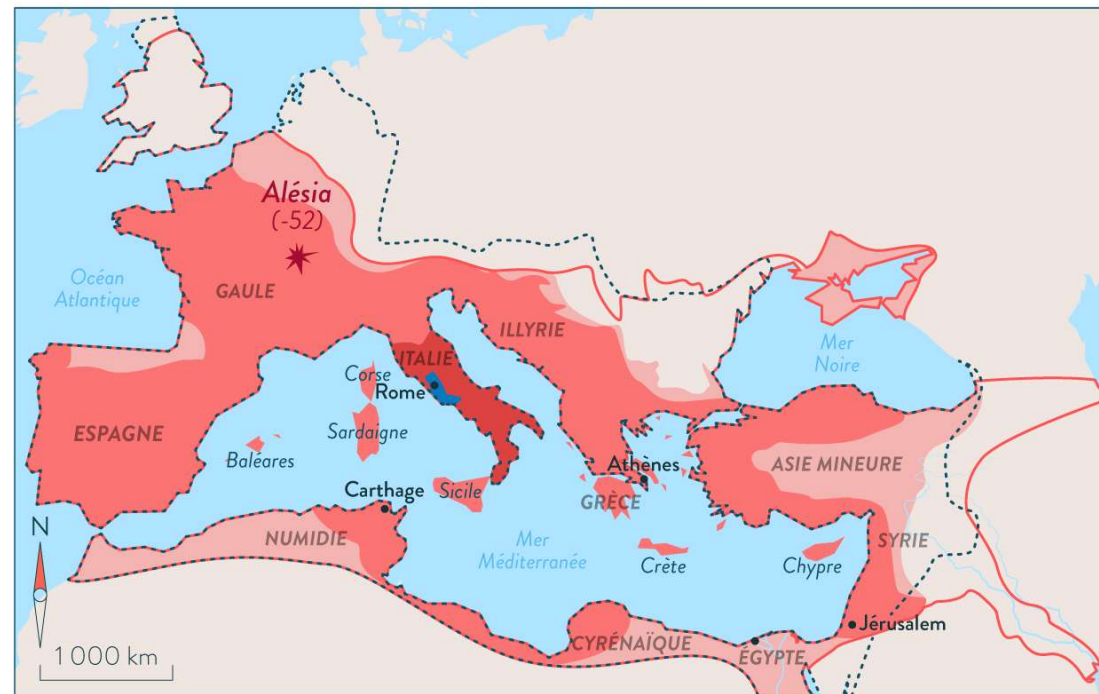 Alésia
(-52)
Océan
Atlantique
GAULE
ILLYRIE
Mer
Noire
ITALIE
Corse
Rome
ESPAGNE
Sardaigne
Baléares
ASIE MINEURE
Athènes
Carthage
Sicile
GRÈCE
N
NUMIDIE
Mer
Méditerranée
SYRIE
Crète
Chypre
Jérusalem
CYRÉNAÏQUE
ÉGYPTE
1 000 km